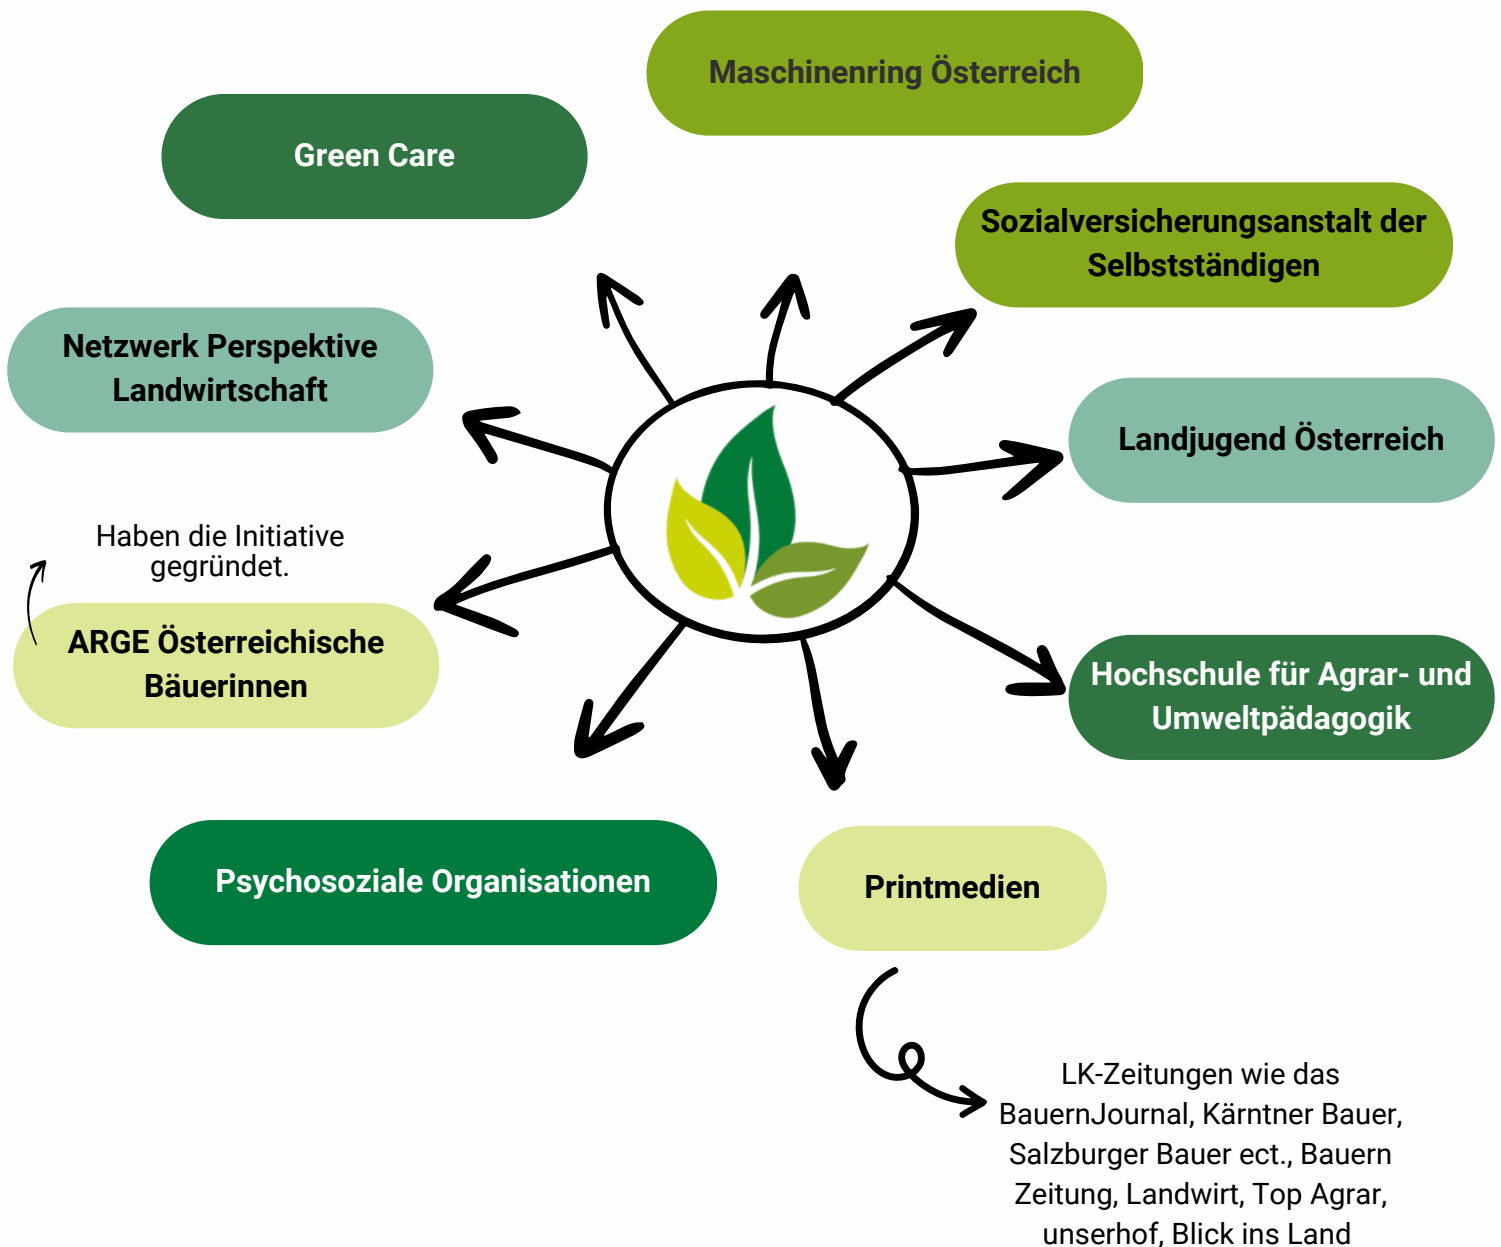 Maschinenring Österreich
Green Care
Sozialversicherungsanstalt der
Selbstständigen
Netzwerk Perspektive
Landwirtschaft
Landjugend Österreich
Haben die Initiative
gegründet.
ARGE Österreichische
Bäuerinnen
Hochschule für Agrar- und
Umweltpädagogik
Psychosoziale Organisationen
Printmedien
LK-Zeitungen wie das
BauernJournal, Kärntner Bauer,
Salzburger Bauer ect., Bauern
Zeitung, Landwirt, Top Agrar,
unserhof, Blick ins Land